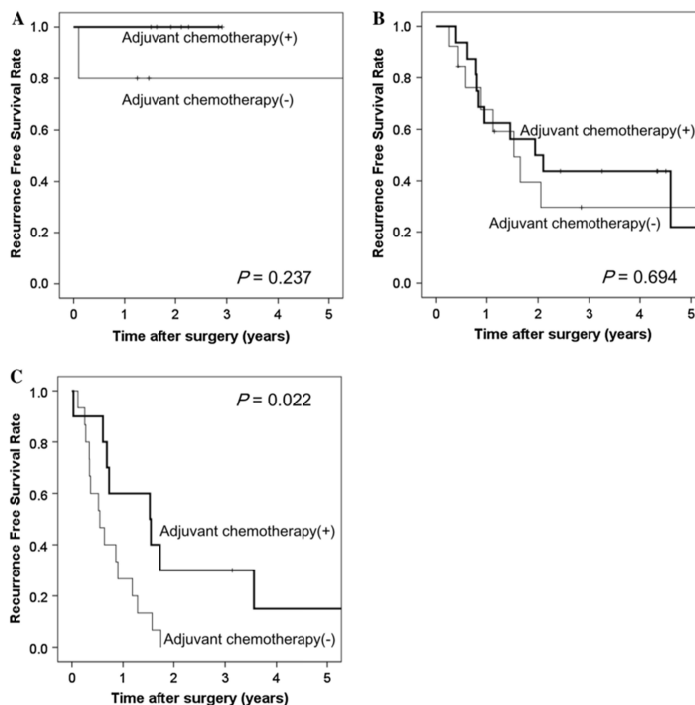 A
Recurrence Free Survival Rate
1.0
0.8
0.6
0.4
0.2
0.0
Adjuvant chemotherapy(+)
Adjuvant chemotherapy(-)
P = 0.237
0 1 2 3 4 5
Time after surgery (years)
B
Recurrence Free Survival Rate
1.0
0.8
0.6
0.4
0.2
0.0
Adjuvant chemotherapy(+)
Adjuvant chemotherapy(-)
P = 0.694
0 1 2 3 4 5
Time after surgery (years)
C
Recurrence Free Survival Rate
1.0
0.8
0.6
0.4
0.2
0.0
P = 0.022
Adjuvant chemotherapy(+)
Adjuvant chemotherapy(-)
0 1 2 3 4 5
Time after surgery (years)